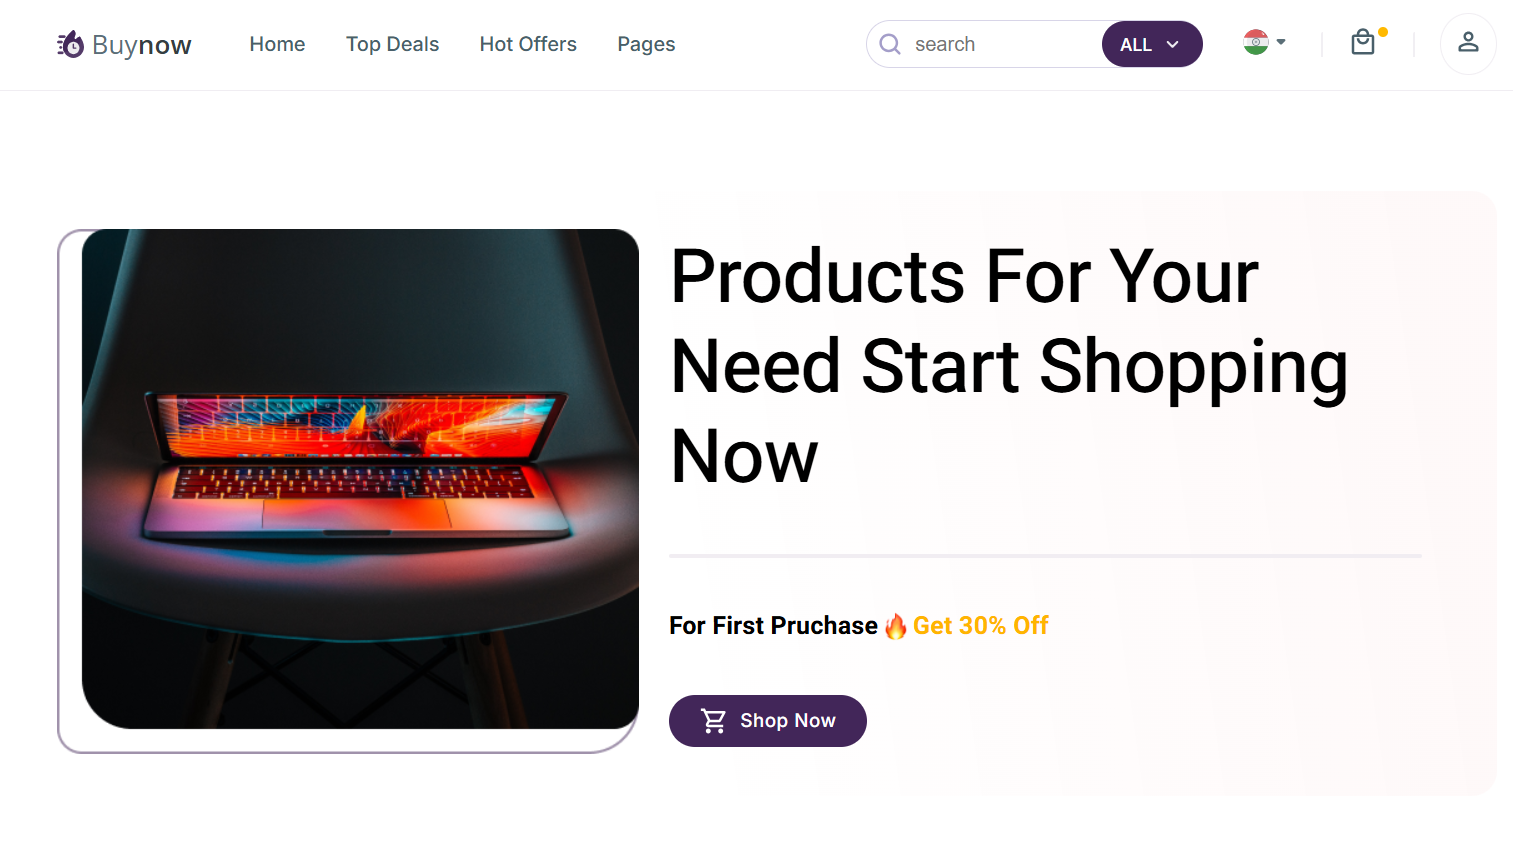 Buynow
Home
Top Deals
Hot Offers
Pages
search
ALL
Products For Your
Need Start Shopping
Now
For First Pruchase 🔥 Get 30% Off
Shop Now